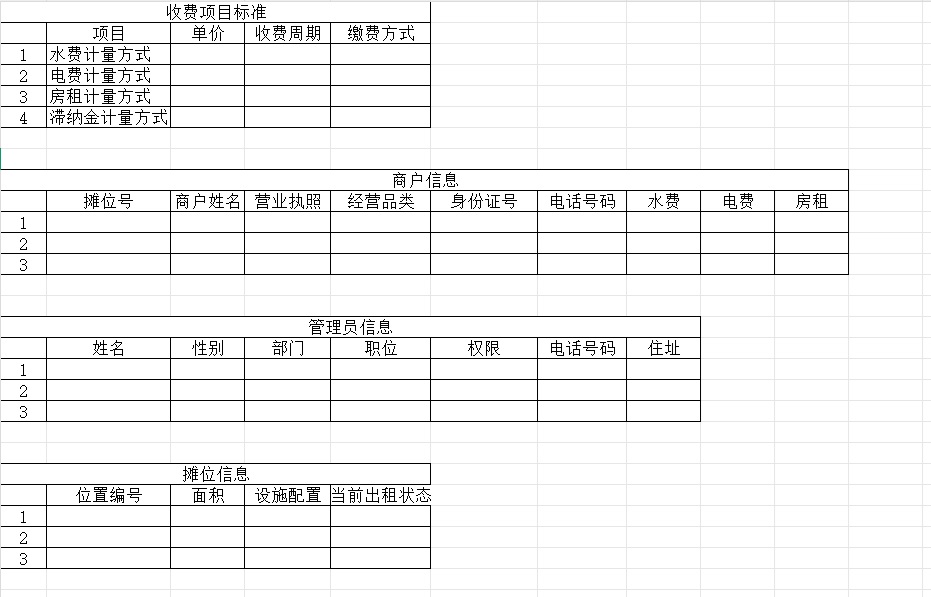 收费项目标准
项目 单价 收费周期 缴费方式
1 水费计量方式
2 电费计量方式
3 房租计量方式
4 滞纳金计量方式
商户信息
摊位号 商户姓名 营业执照 经营品类 身份证号 电话号码 水费 电费 房租
1
2
3
管理员信息
姓名 性别 部门 职位 权限 电话号码 住址
1
2
3
摊位信息
位置编号 面积 设施配置 当前出租状态
1
2
3